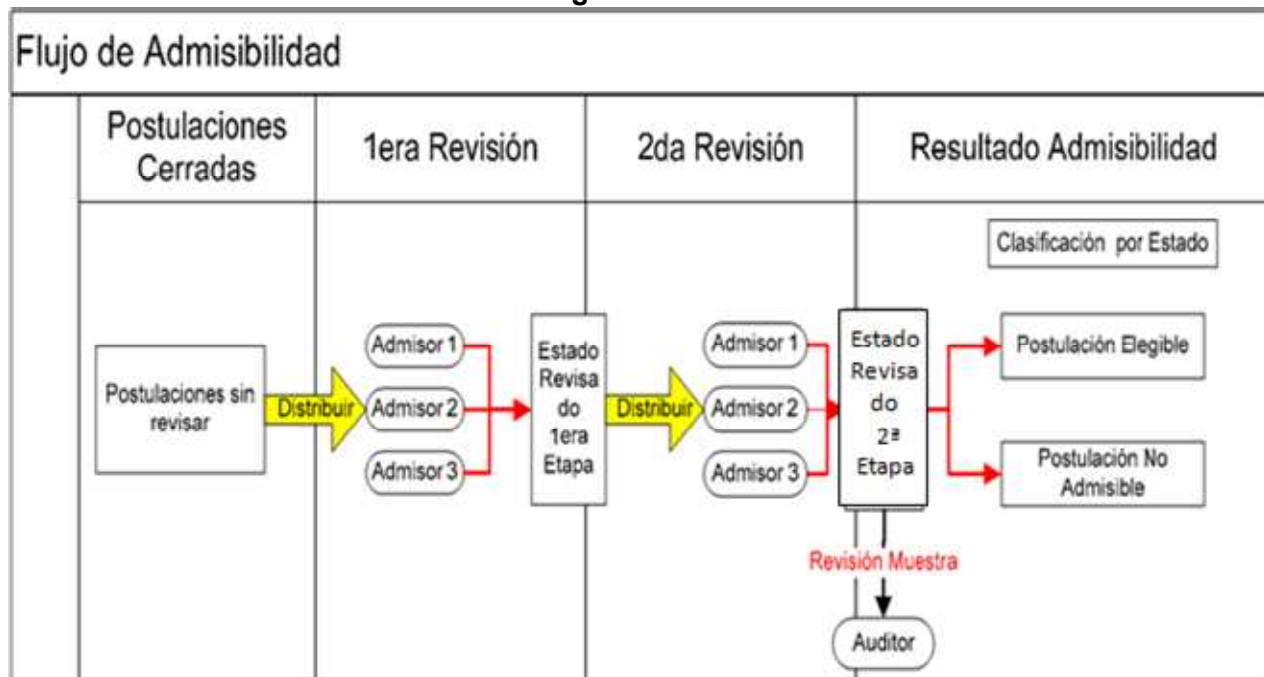 Flujo de Admisibilidad
Postulaciones
Cerradas
1era Revisión
2da Revisión
Resultado Admisibilidad
Clasificación por Estado
Postulaciones sin
revisar
Distribuir
Admisor 1
Admisor 2
Admisor 3
Estado
Revisa
do
1era
Etapa
Distribuir
Admisor 1
Admisor 2
Admisor 3
Estado
Revisa
do
2ª
Etapa
Postulación Elegible
Postulación No
Admisible
Revisión Muestra
Auditor